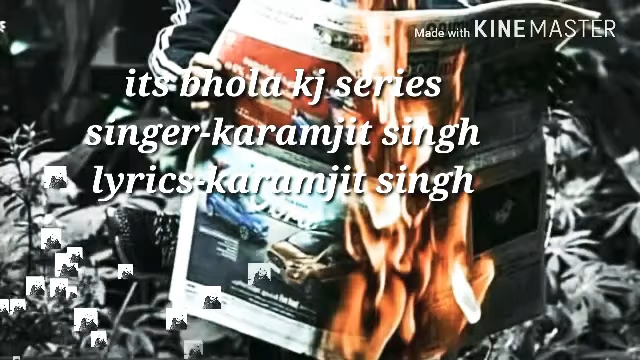 Made with KINEMASTER
its bhola kj series
singer-karamjit singh
lyrics-karamjit singh